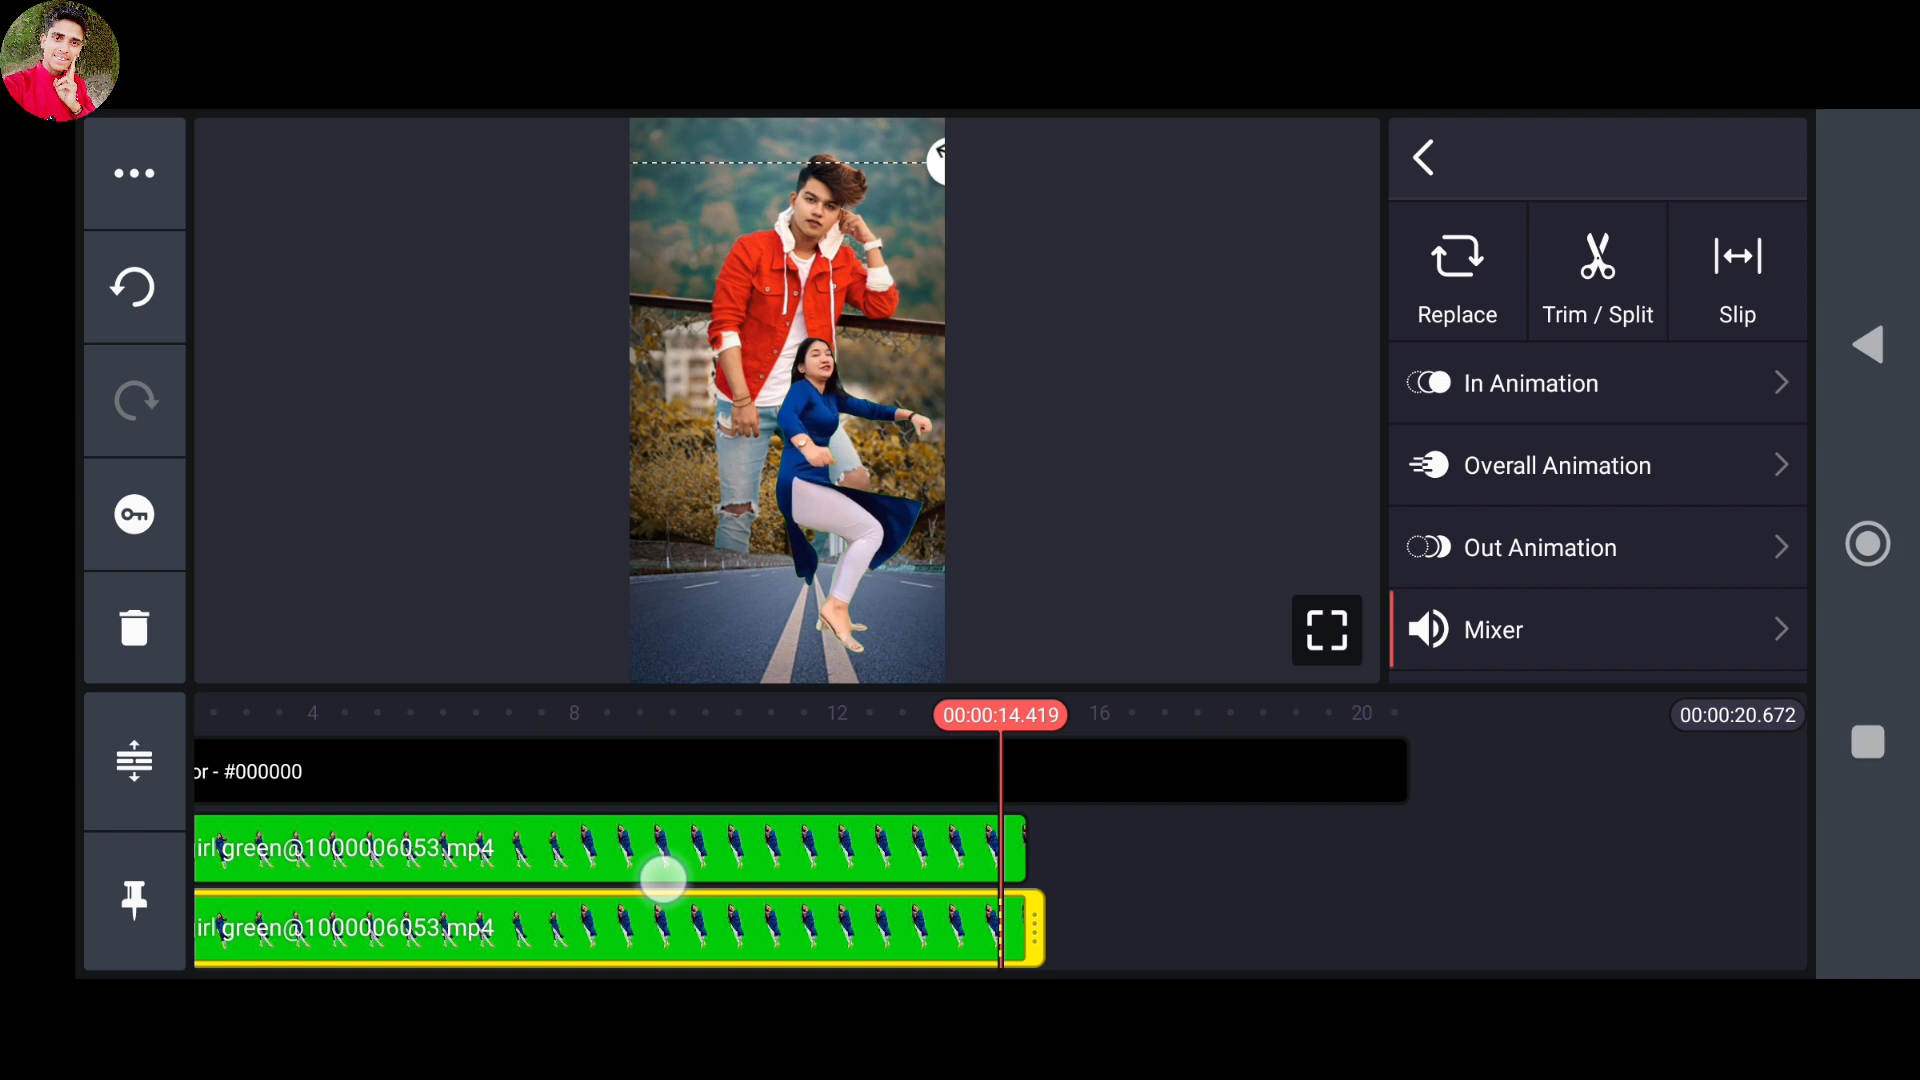 Replace
Trim / Split
Slip
In Animation
Overall Animation
Out Animation
Mixer
4
8
12
00:00:14.419
16
20
00:00:20.672
or - #000000
irl green@1000006053.mp4
irl green@1000006053.mp4